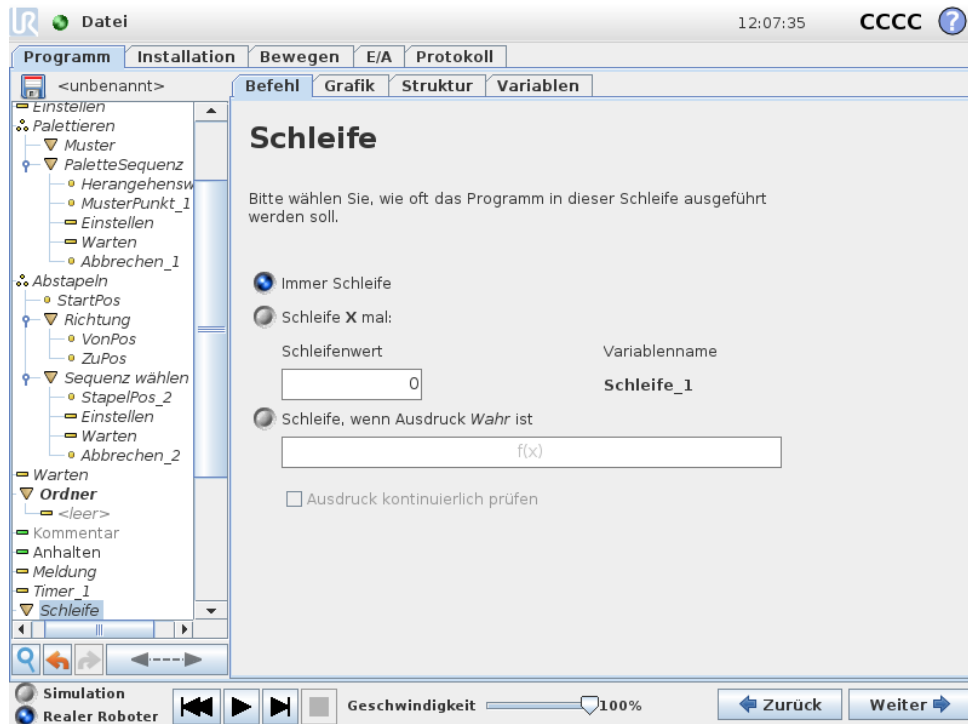 UR Datei 12:07:35 CCCC ?
Programm Installation Bewegen E/A Protokoll
<unbenannt>
Befehl Grafik Struktur Variablen
Einstellen
Palettieren
Muster
PaletteSequenz
Herangehensw
MusterPunkt_1
Einstellen
Warten
Abbrechen_1
Abstapeln
StartPos
Richtung
VonPos
ZuPos
Sequenz wählen
StapelPos_2
Einstellen
Warten
Abbrechen_2
Warten
Ordner
<leer>
Kommentar
Anhalten
Meldung
Timer_1
Schleife
Schleife
Bitte wählen Sie, wie oft das Programm in dieser Schleife ausgeführt
werden soll.
Immer Schleife
Schleife X mal:
Schleifenwert Variablenname
0 Schleife_1
Schleife, wenn Ausdruck Wahr ist
f(x)
Ausdruck kontinuierlich prüfen
Simulation
Realer Roboter
Geschwindigkeit 100%
Zurück Weiter